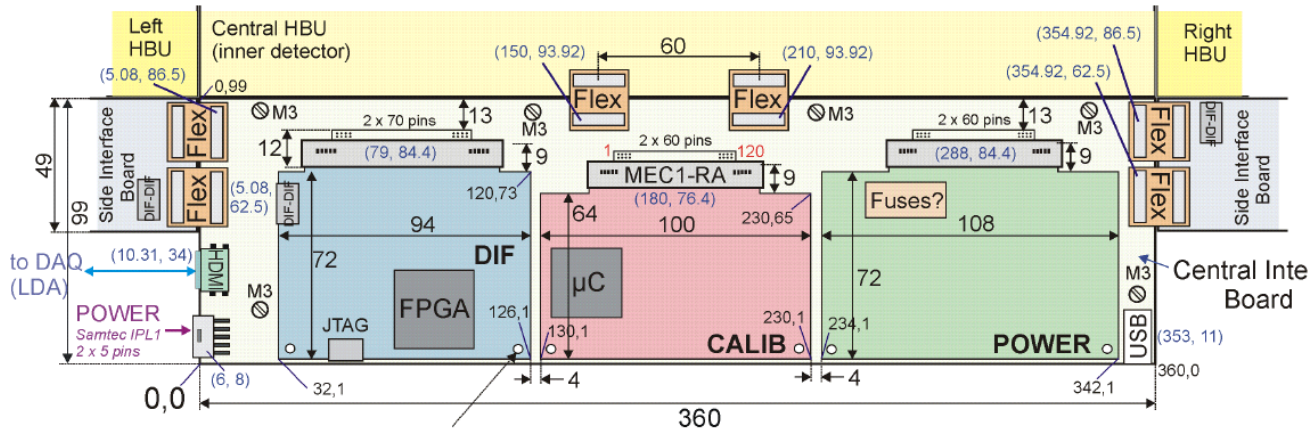 Left
HBU
Central HBU
(inner detector)
Right
HBU
(5.08, 86.5)
0,99
(150, 93.92)
60
(210, 93.92)
(354.92, 86.5)
(354.92, 62.5)
Flex
Flex
Flex
Flex
Flex
Flex
M3
M3
M3
M3
13
13
2 x 70 pins
2 x 60 pins
2 x 60 pins
12
(79, 84.4)
9
1
120
MEC1-RA
9
(288, 84.4)
9
49
99
Side Interface
Board
DIF-DIF
(5.08,
62.5)
DIF-DIF
120,73
(180, 76.4)
230,65
Fuses?
DIF-DIF
Side Interface
Board
94
64
100
108
72
DIF
72
to DAQ
(LDA)
(10.31, 34)
HDMI
µC
M3
Central Inte
Board
M3
FPGA
POWER
Samtec IPL1
2 x 5 pins
JTAG
126,1
130,1
230,1
234,1
CALIB
POWER
USB
(353, 11)
(6, 8)
0,0
32,1
4
4
342,1
360,0
360